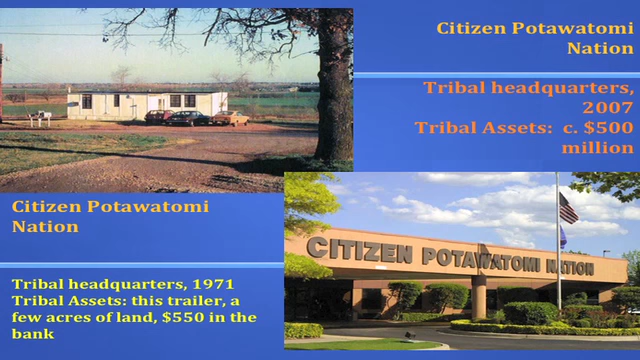 Citizen Potawatomi
Nation
Tribal headquarters,
2007
Tribal Assets:  c. $500
million
Citizen Potawatomi
Nation
Tribal headquarters, 1971
Tribal Assets: this trailer, a
few acres of land, $550 in the
bank
CITIZEN POTAWATOMI NATION